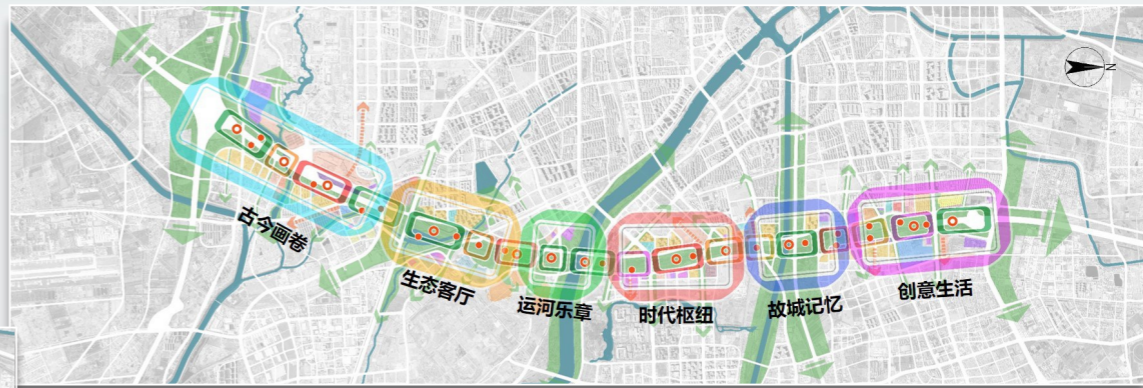 古今画卷
生态客厅
运河乐章
时代枢纽
故城记忆
创意生活
N